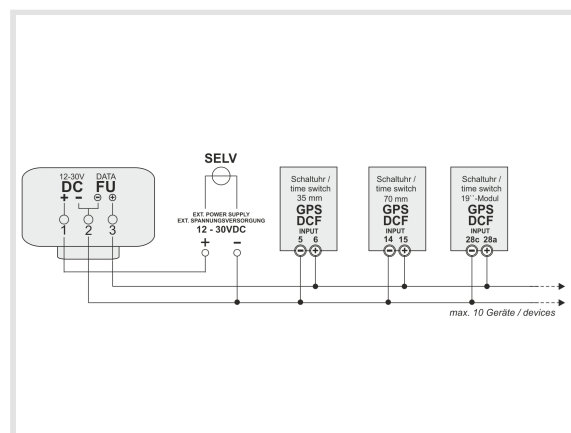 12-30V DATA
DC FU
+ - ⊖ ⊕
1 2 3
SELV
EXT. POWER SUPPLY
EXT. SPANNUNGSVERSORGUNG
12 - 30VDC
+ -
Schaltuhr /
time switch
35 mm
GPS
DCF
INPUT
5 6
Schaltuhr /
time switch
70 mm
GPS
DCF
INPUT
14 15
Schaltuhr /
time switch
19´´-Modul
GPS
DCF
INPUT
28c 28a
max. 10 Geräte / devices